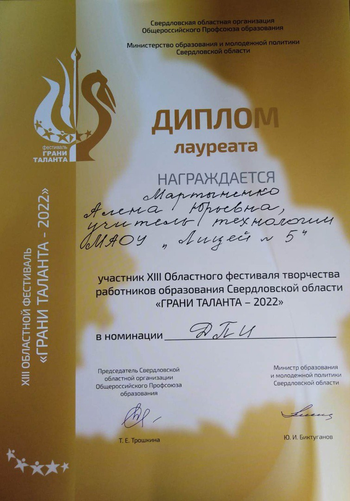 Свердловская областная организация
Общероссийского Профсоюза образования
Министерство образования и молодежной политики
Свердловской области
фестиваль
ГРАНИ
ТАЛАНТА
ДИПЛОМ
лауреата
НАГРАЖДАЕТСЯ
Мартыненко
Алена Юрьевна,
учитель технологии
МАОУ "Лицей № 5"
участник XIII Областного фестиваля творчества
работников образования Свердловской области
«ГРАНИ ТАЛАНТА – 2022»
в номинации ДПИ
Председатель Свердловской
областной организации
Общероссийского Профсоюза
образования
Т. Е. Трошкина
Министр образования
и молодежной политики
Свердловской области
Ю. И. Биктуганов
XIII ОБЛАСТНОЙ ФЕСТИВАЛЬ
«ГРАНИ ТАЛАНТА - 2022»